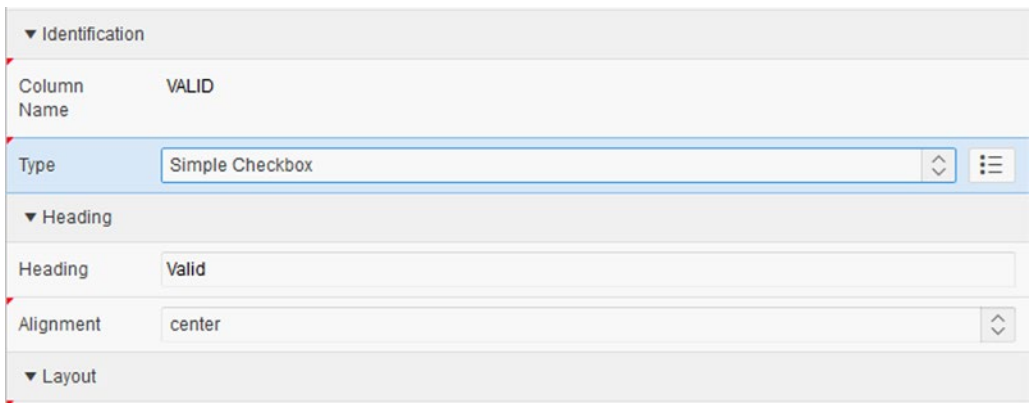 Identification
Column
Name
VALID
Type
Simple Checkbox
Heading
Heading
Valid
Alignment
center
Layout